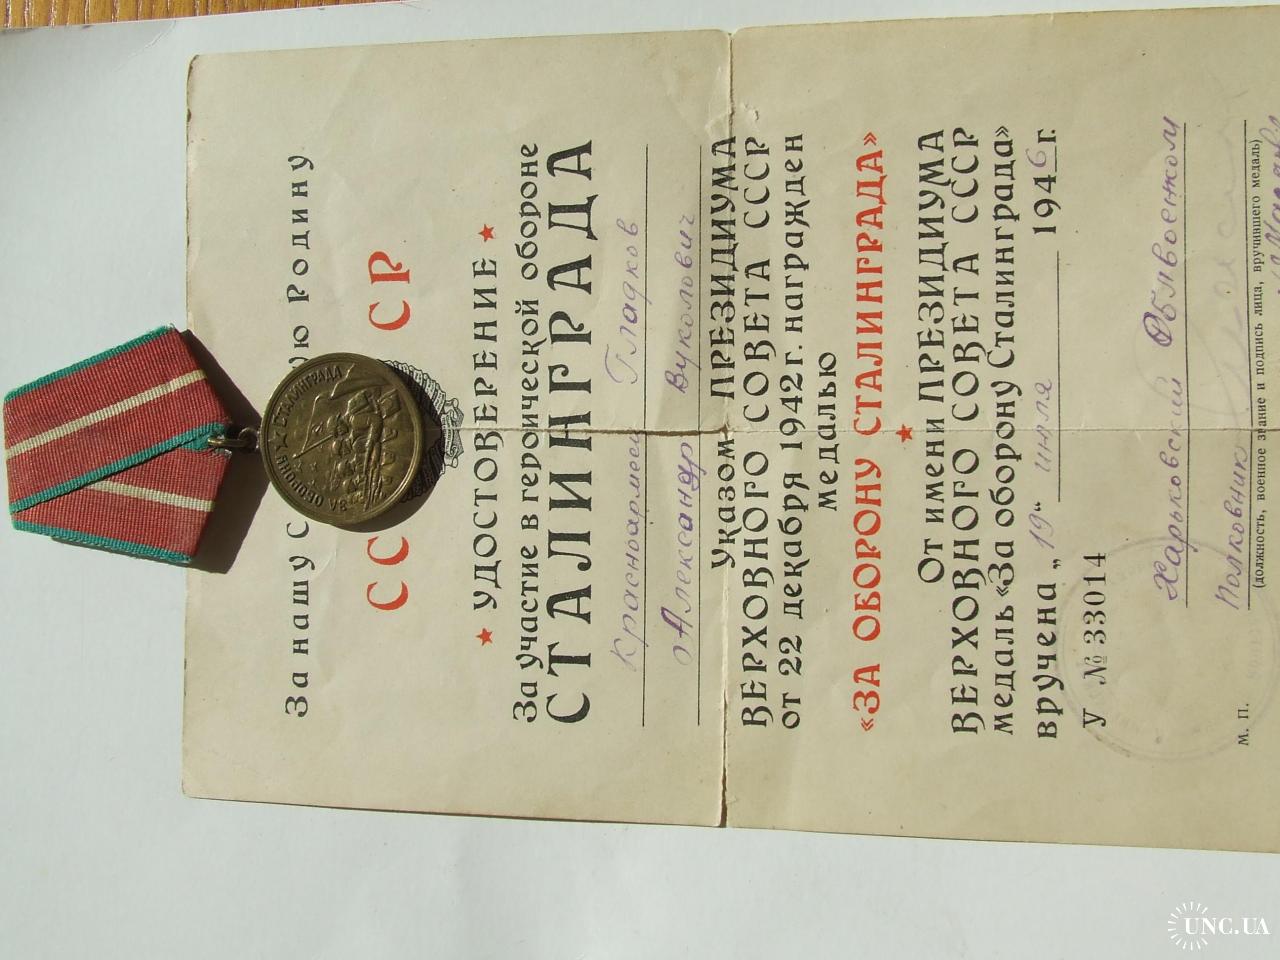 За нашу С ую Родину
СС СР
УДОСТОВЕРЕНИЕ
За участие в героической обороне
СТАЛИНГРАДА
Красноармеец Гладков
Александр Вуколович
Указом ПРЕЗИДИУМА
ВЕРХОВНОГО СОВЕТА СССР
от 22 декабря 1942 г. награжден
медалью
«ЗА ОБОРОНУ СТАЛИНГРАДА»
От имени ПРЕЗИДИУМА
ВЕРХОВНОГО СОВЕТА СССР
медаль «За оборону Сталинграда»
вручена „19“ июля 1946 г.
У № 33014
Харьковский Облвоенком
Полковник
М. П.
(должность, военное звание и подпись лица, вручившего медаль)
ЗА ОБОРОНУ СТАЛИНГРАДА
UNC.UA